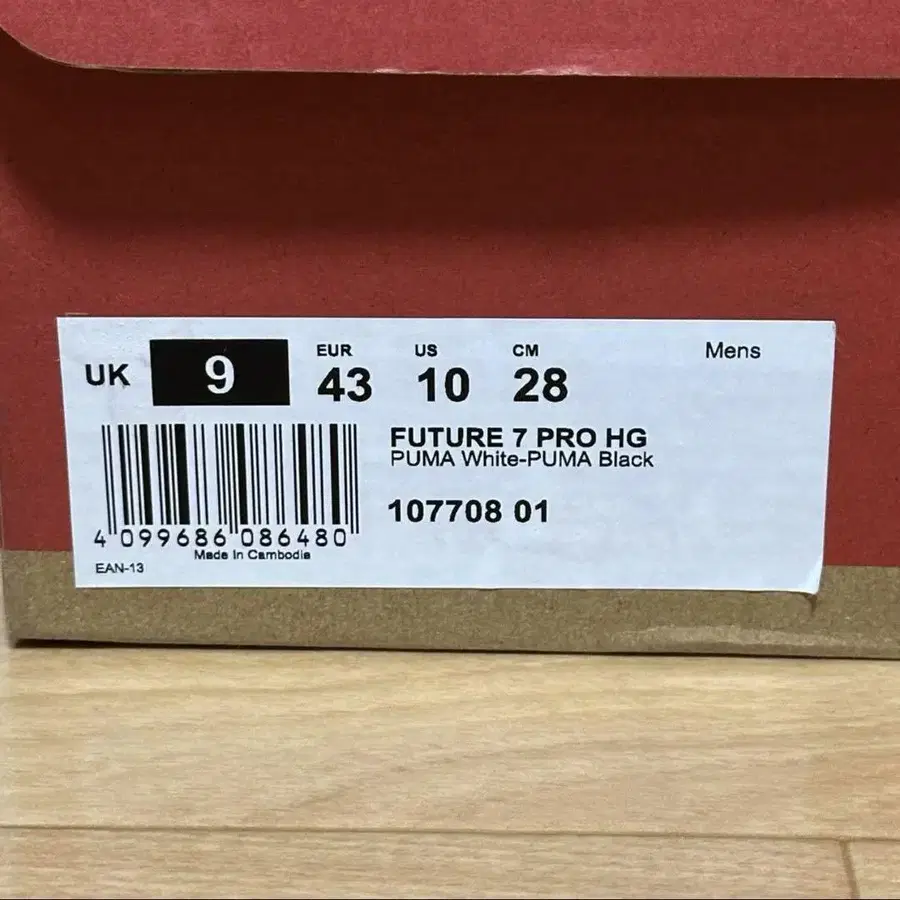 UK 9 EUR 43 US 10 CM 28 Mens
FUTURE 7 PRO HG
PUMA White-PUMA Black
107708 01
4 099686 086480
Made In Cambodia
EAN-13